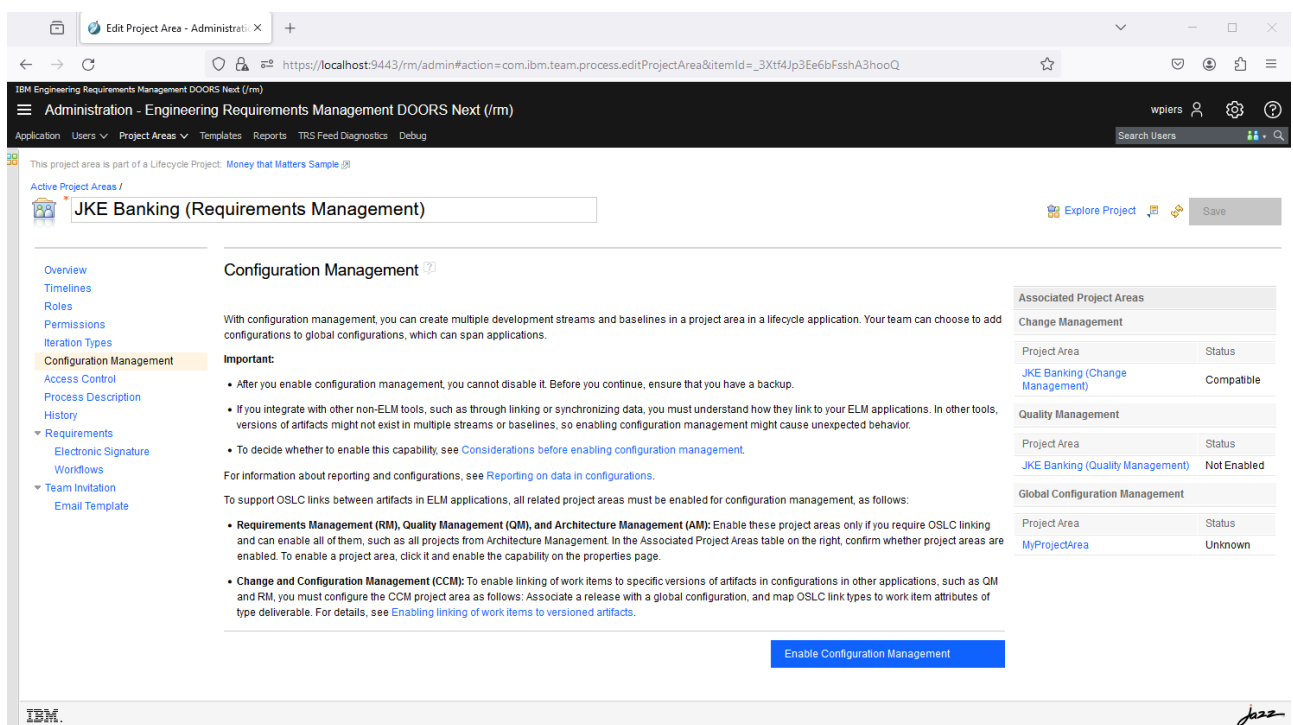 Edit Project Area - Administratic
https://localhost:9443/rm/admin#action=com.ibm.team.process.editProjectArea&itemId=_3Xtf4Jp3Ee6bFsshA3hooQ
IBM Engineering Requirements Management DOORS Next (/rm)
Administration - Engineering Requirements Management DOORS Next (/rm)
wpiers
Application Users Project Areas Templates Reports TRS Feed Diagnostics Debug
Search Users
This project area is part of a Lifecycle Project: Money that Matters Sample
Active Project Areas /
* JKE Banking (Requirements Management)
Explore Project
Save
Overview
Timelines
Roles
Permissions
Iteration Types
Configuration Management
Access Control
Process Description
History
Requirements
Electronic Signature
Workflows
Team Invitation
Email Template
Configuration Management ?
With configuration management, you can create multiple development streams and baselines in a project area in a lifecycle application. Your team can choose to add
configurations to global configurations, which can span applications.
Important:
• After you enable configuration management, you cannot disable it. Before you continue, ensure that you have a backup.
• If you integrate with other non-ELM tools, such as through linking or synchronizing data, you must understand how they link to your ELM applications. In other tools,
versions of artifacts might not exist in multiple streams or baselines, so enabling configuration management might cause unexpected behavior.
• To decide whether to enable this capability, see Considerations before enabling configuration management.
For information about reporting and configurations, see Reporting on data in configurations.
To support OSLC links between artifacts in ELM applications, all related project areas must be enabled for configuration management, as follows:
• Requirements Management (RM), Quality Management (QM), and Architecture Management (AM): Enable these project areas only if you require OSLC linking
and can enable all of them, such as all projects from Architecture Management. In the Associated Project Areas table on the right, confirm whether project areas are
enabled. To enable a project area, click it and enable the capability on the properties page.
• Change and Configuration Management (CCM): To enable linking of work items to specific versions of artifacts in configurations in other applications, such as QM
and RM, you must configure the CCM project area as follows: Associate a release with a global configuration, and map OSLC link types to work item attributes of
type deliverable. For details, see Enabling linking of work items to versioned artifacts.
Enable Configuration Management
Associated Project Areas
Change Management
Project Area Status
JKE Banking (Change
Management) Compatible
Quality Management
Project Area Status
JKE Banking (Quality Management) Not Enabled
Global Configuration Management
Project Area Status
MyProjectArea Unknown
IBM.
jazz